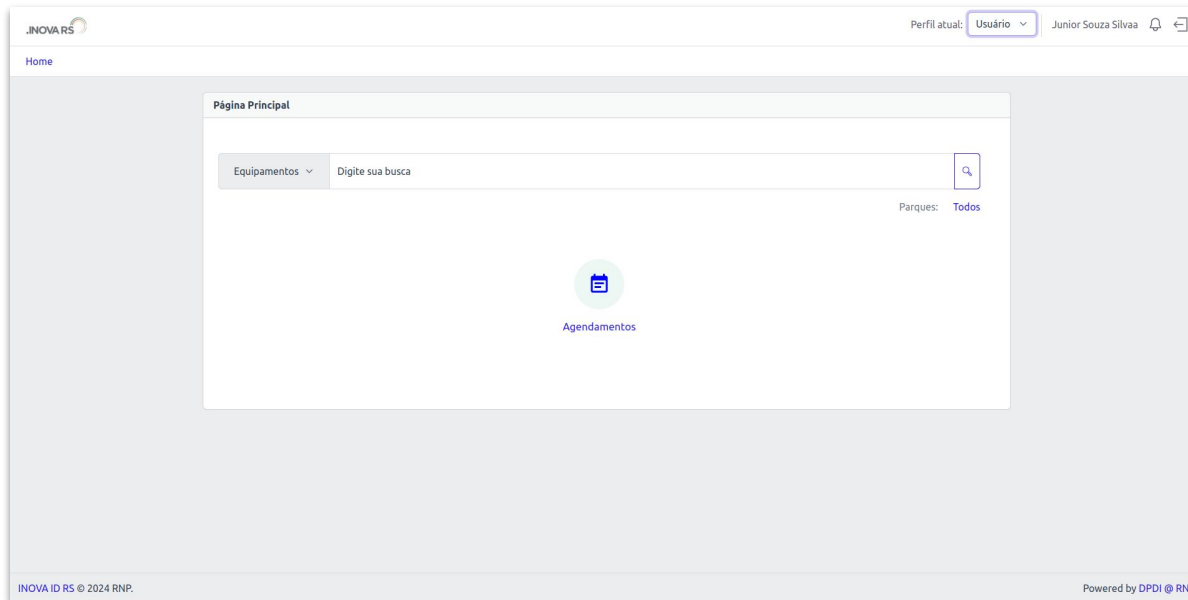 .INOVA RS
Perfil atual: Usuário Junior Souza Silvaa
Home
Página Principal
Equipamentos Digite sua busca
Parques: Todos
Agendamentos
INOVA ID RS © 2024 RNP. Powered by DPDI @ RN